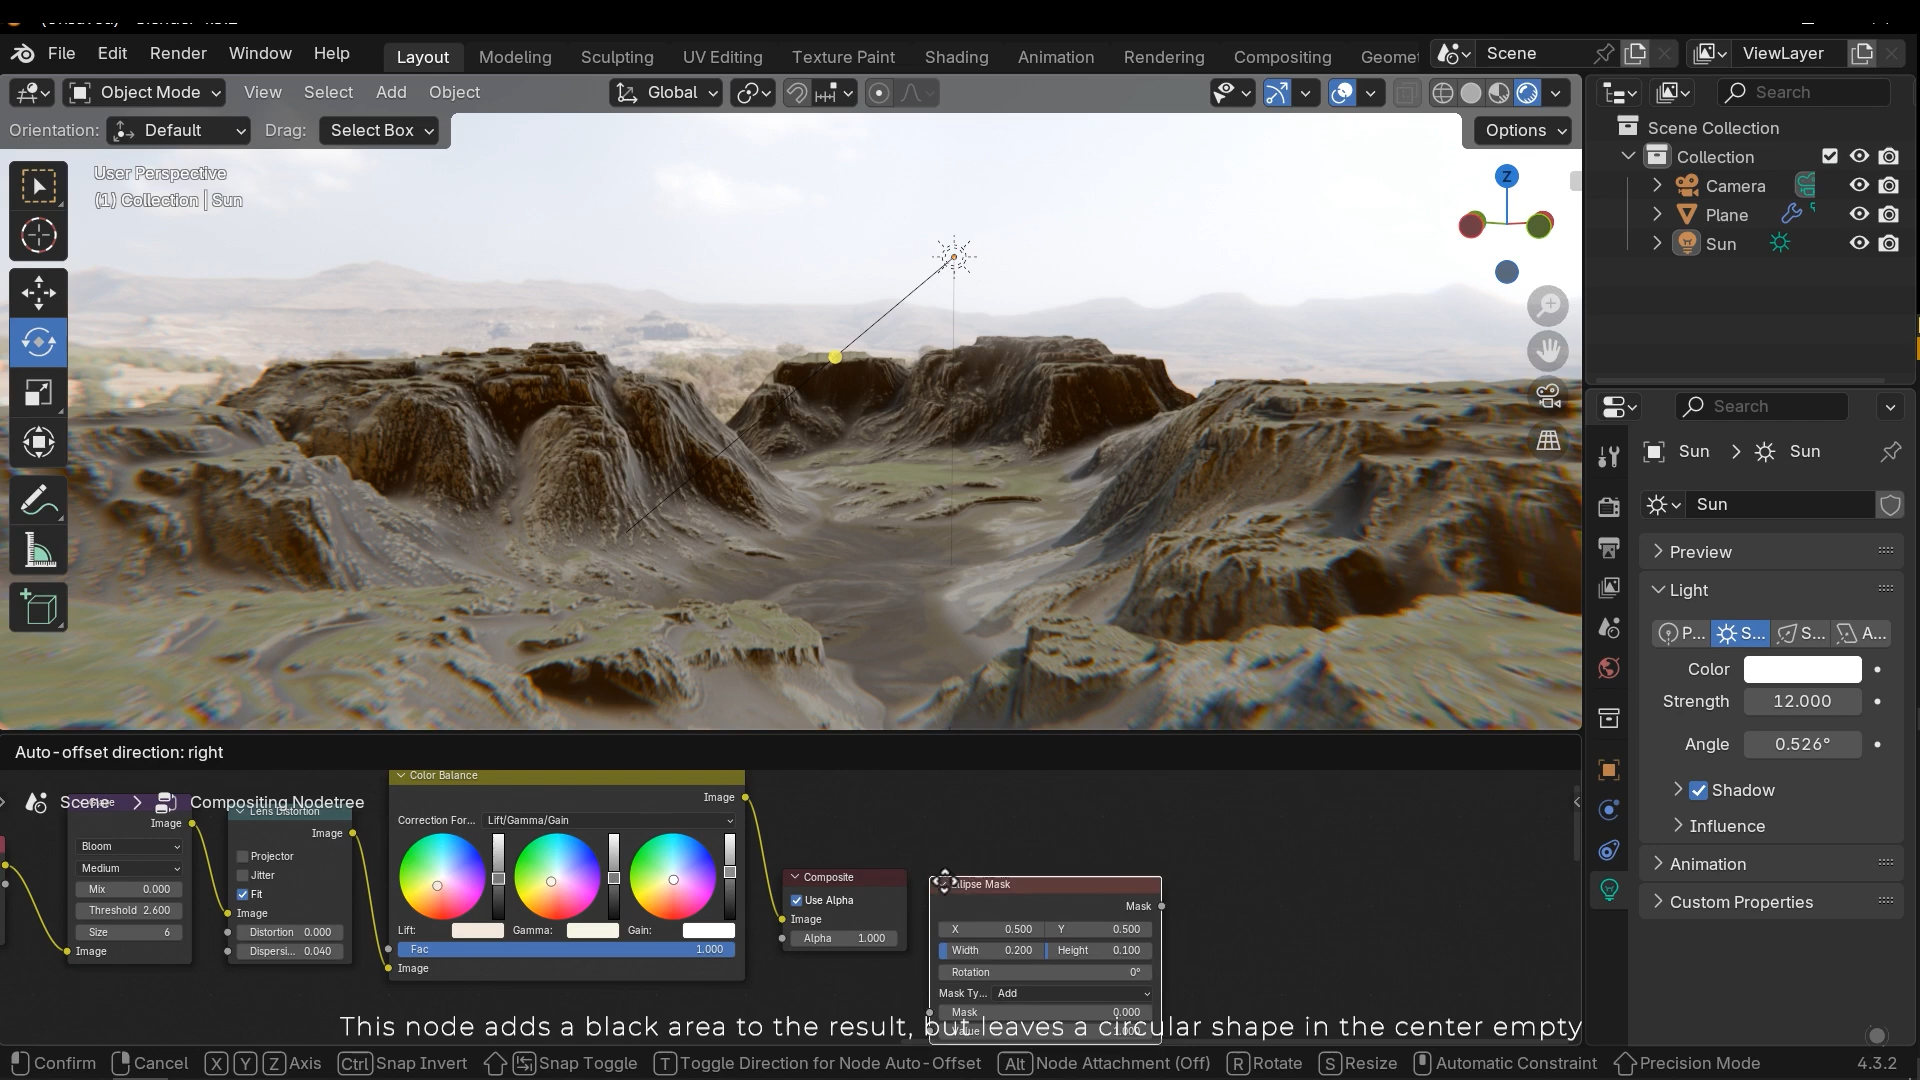 File Edit Render Window Help Layout Modeling Sculpting UV Editing Texture Paint Shading Animation Rendering Compositing Scene ViewLayer
Object Mode View Select Add Object Global Search
Orientation: Default Drag: Select Box Options
User Perspective
(1) Collection | Sun
Z
Scene Collection
Collection
Camera
Plane
Sun
Search
Sun Sun
Sun
Preview
Light
P... S... S... A...
Color
Strength 12.000
Angle 0.526°
Shadow
Influence
Animation
Custom Properties
Auto-offset direction: right
Scene Compositing Nodetree
Image
Bloom
Medium
Mix 0.000
Threshold 2.600
Size 6
Image
Lens Distortion
Image
Projector
Jitter
Fit
Image
Distortion 0.000
Dispersi... 0.040
Color Balance
Image
Correction For... Lift/Gamma/Gain
Lift: Gamma: Gain:
Fac 1.000
Image
Composite
Use Alpha
Image
Alpha 1.000
Mask
Mask
X 0.500 Y 0.500
Width 0.200 Height 0.100
Rotation 0°
Mask Ty... Add
Mask 0.000
This node adds a black area to the result, but leaves a circular shape in the center empty
Confirm Cancel X Y Z Axis Ctrl Snap Invert Snap Toggle T Toggle Direction for Node Auto-Offset Alt Node Attachment (Off) R Rotate S Resize Automatic Constraint Precision Mode 4.3.2